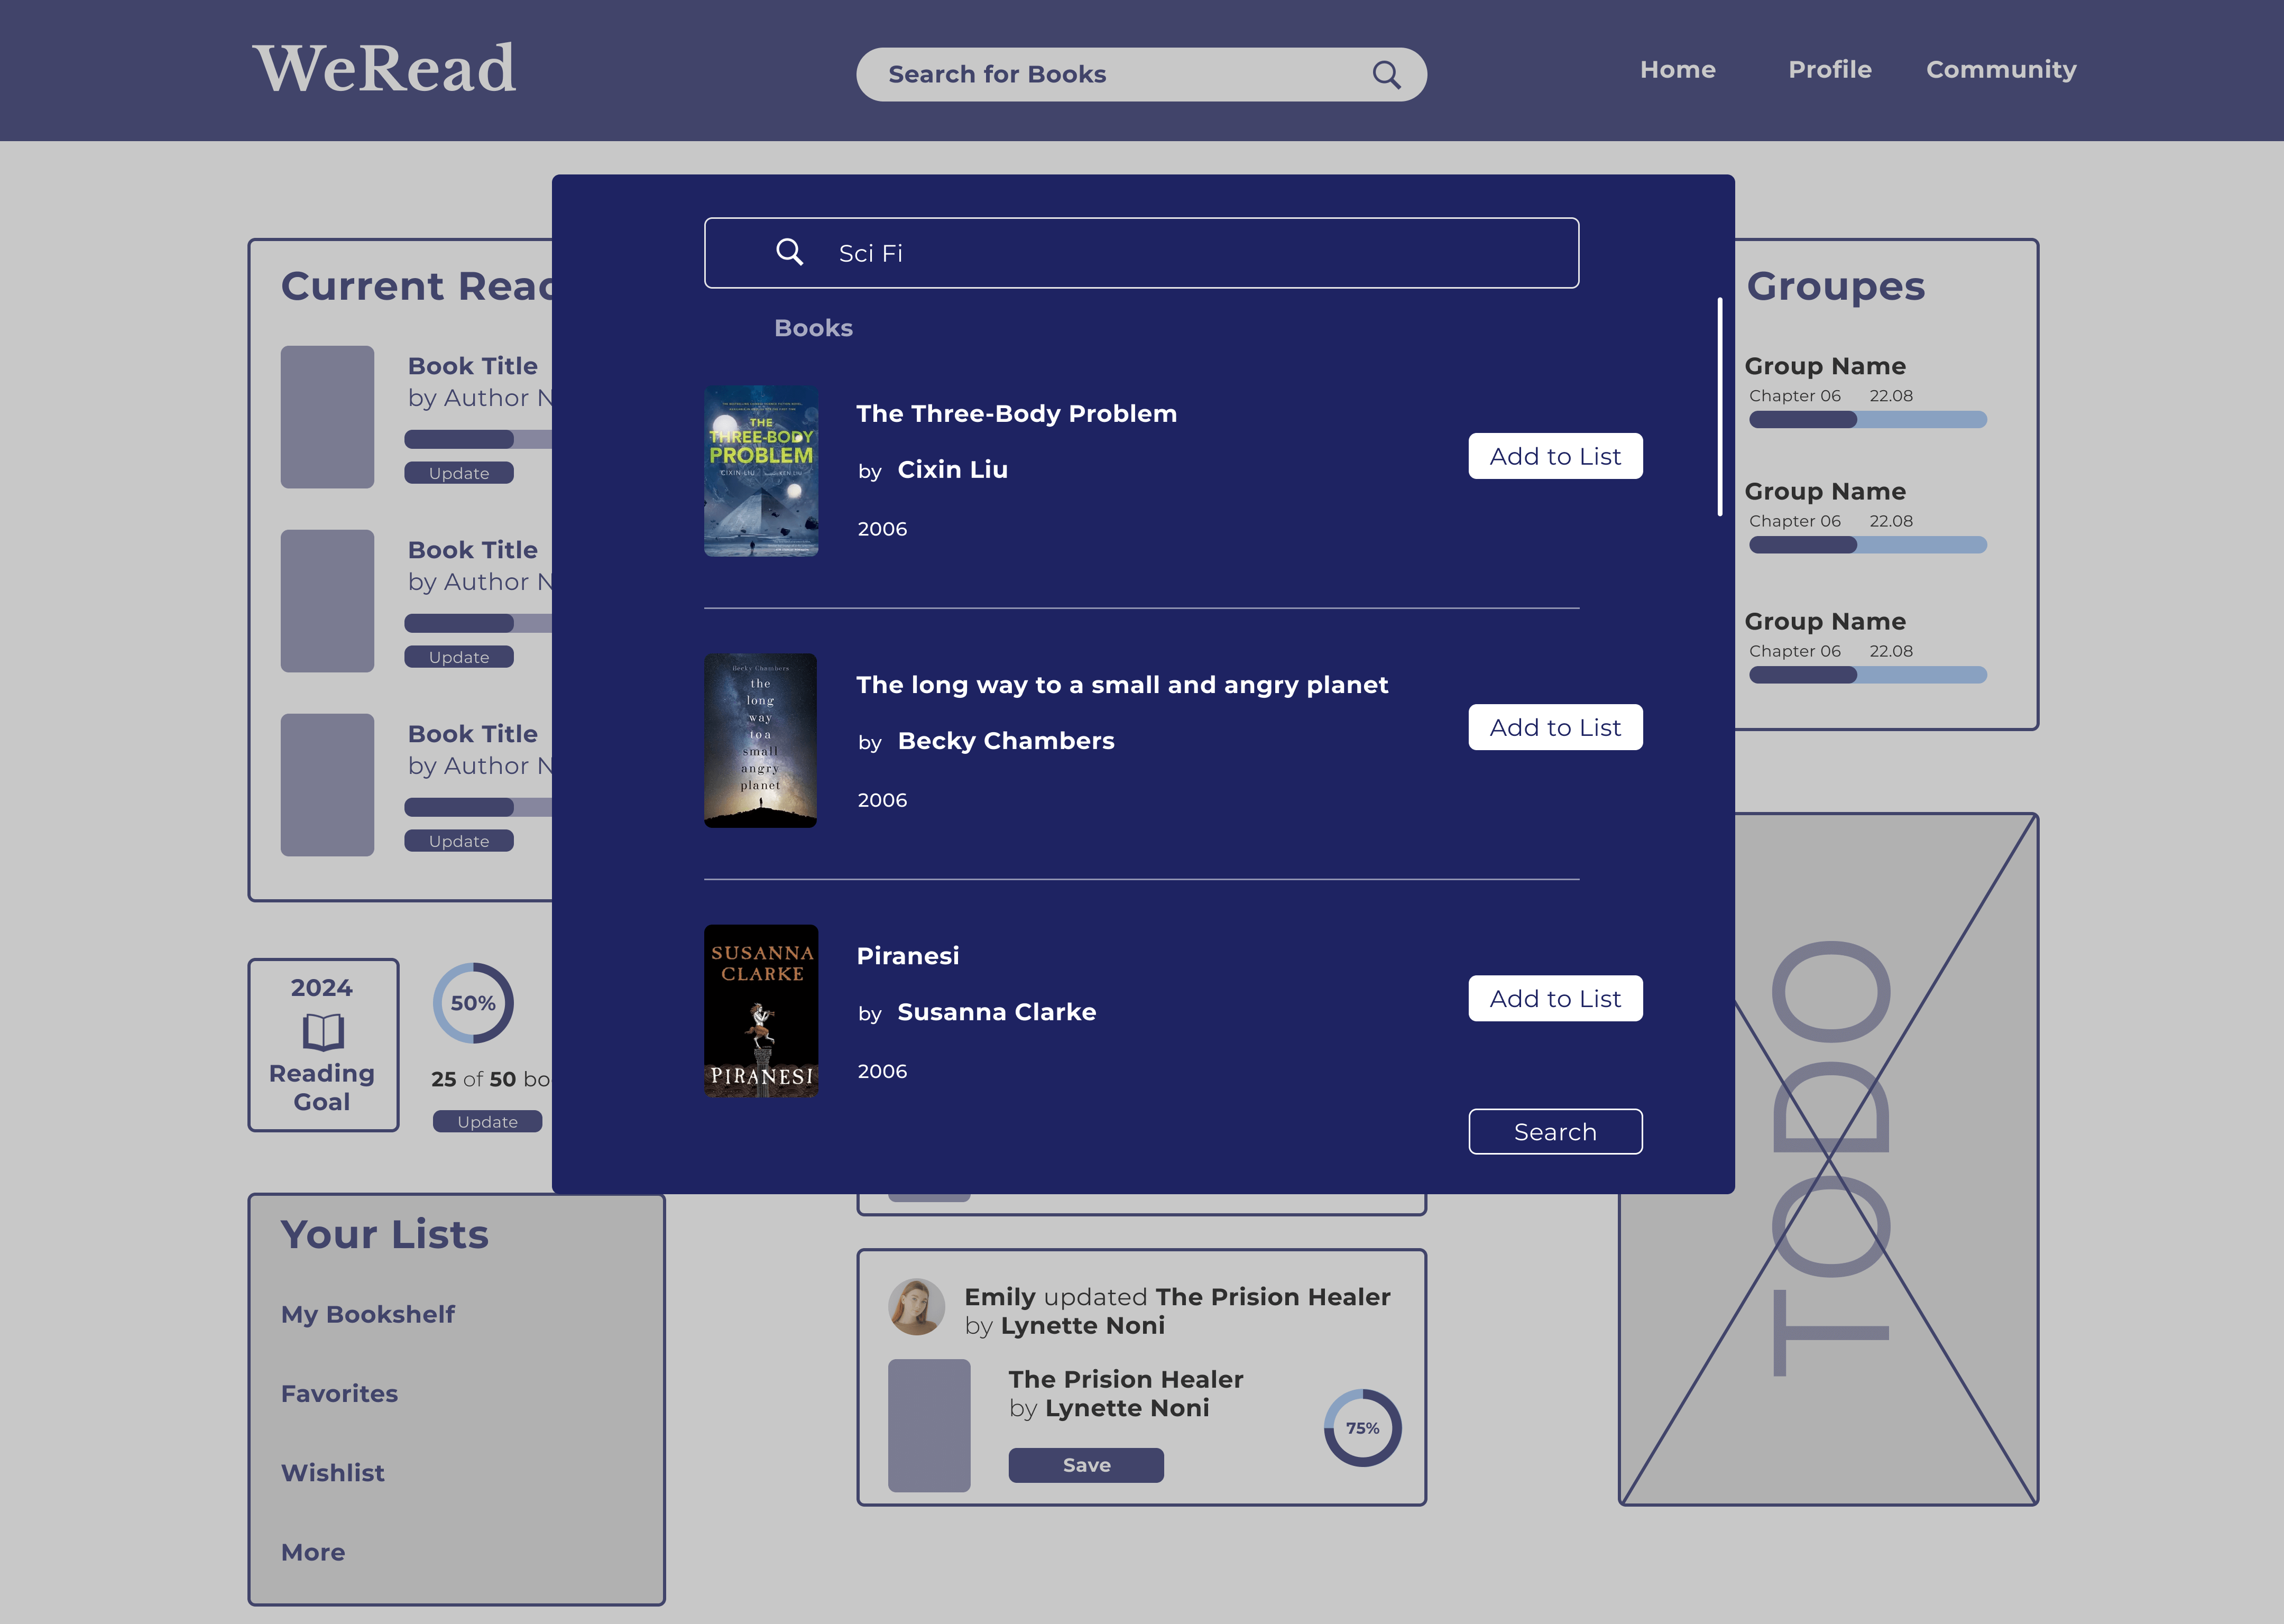 WeRead
Search for Books
Home
Profile
Community
Sci Fi
Books
THE
THREE-BODY
PROBLEM
CIXIN LIU
The Three-Body Problem
by Cixin Liu
2006
Add to List
Becky Chambers
the
long
way
to a
small
angry
planet
The long way to a small and angry planet
by Becky Chambers
2006
Add to List
SUSANNA
CLARKE
PIRANESI
Piranesi
by Susanna Clarke
2006
Add to List
Search
Current Read
Book Title
by Author N
Update
Book Title
by Author N
Update
Book Title
by Author N
Update
Groupes
Group Name
Chapter 06 22.08
Group Name
Chapter 06 22.08
Group Name
Chapter 06 22.08
2024
Reading
Goal
50%
25 of 50 bo
Update
Your Lists
My Bookshelf
Favorites
Wishlist
More
Emily updated The Prision Healer
by Lynette Noni
The Prision Healer
by Lynette Noni
Save
75%
TODO